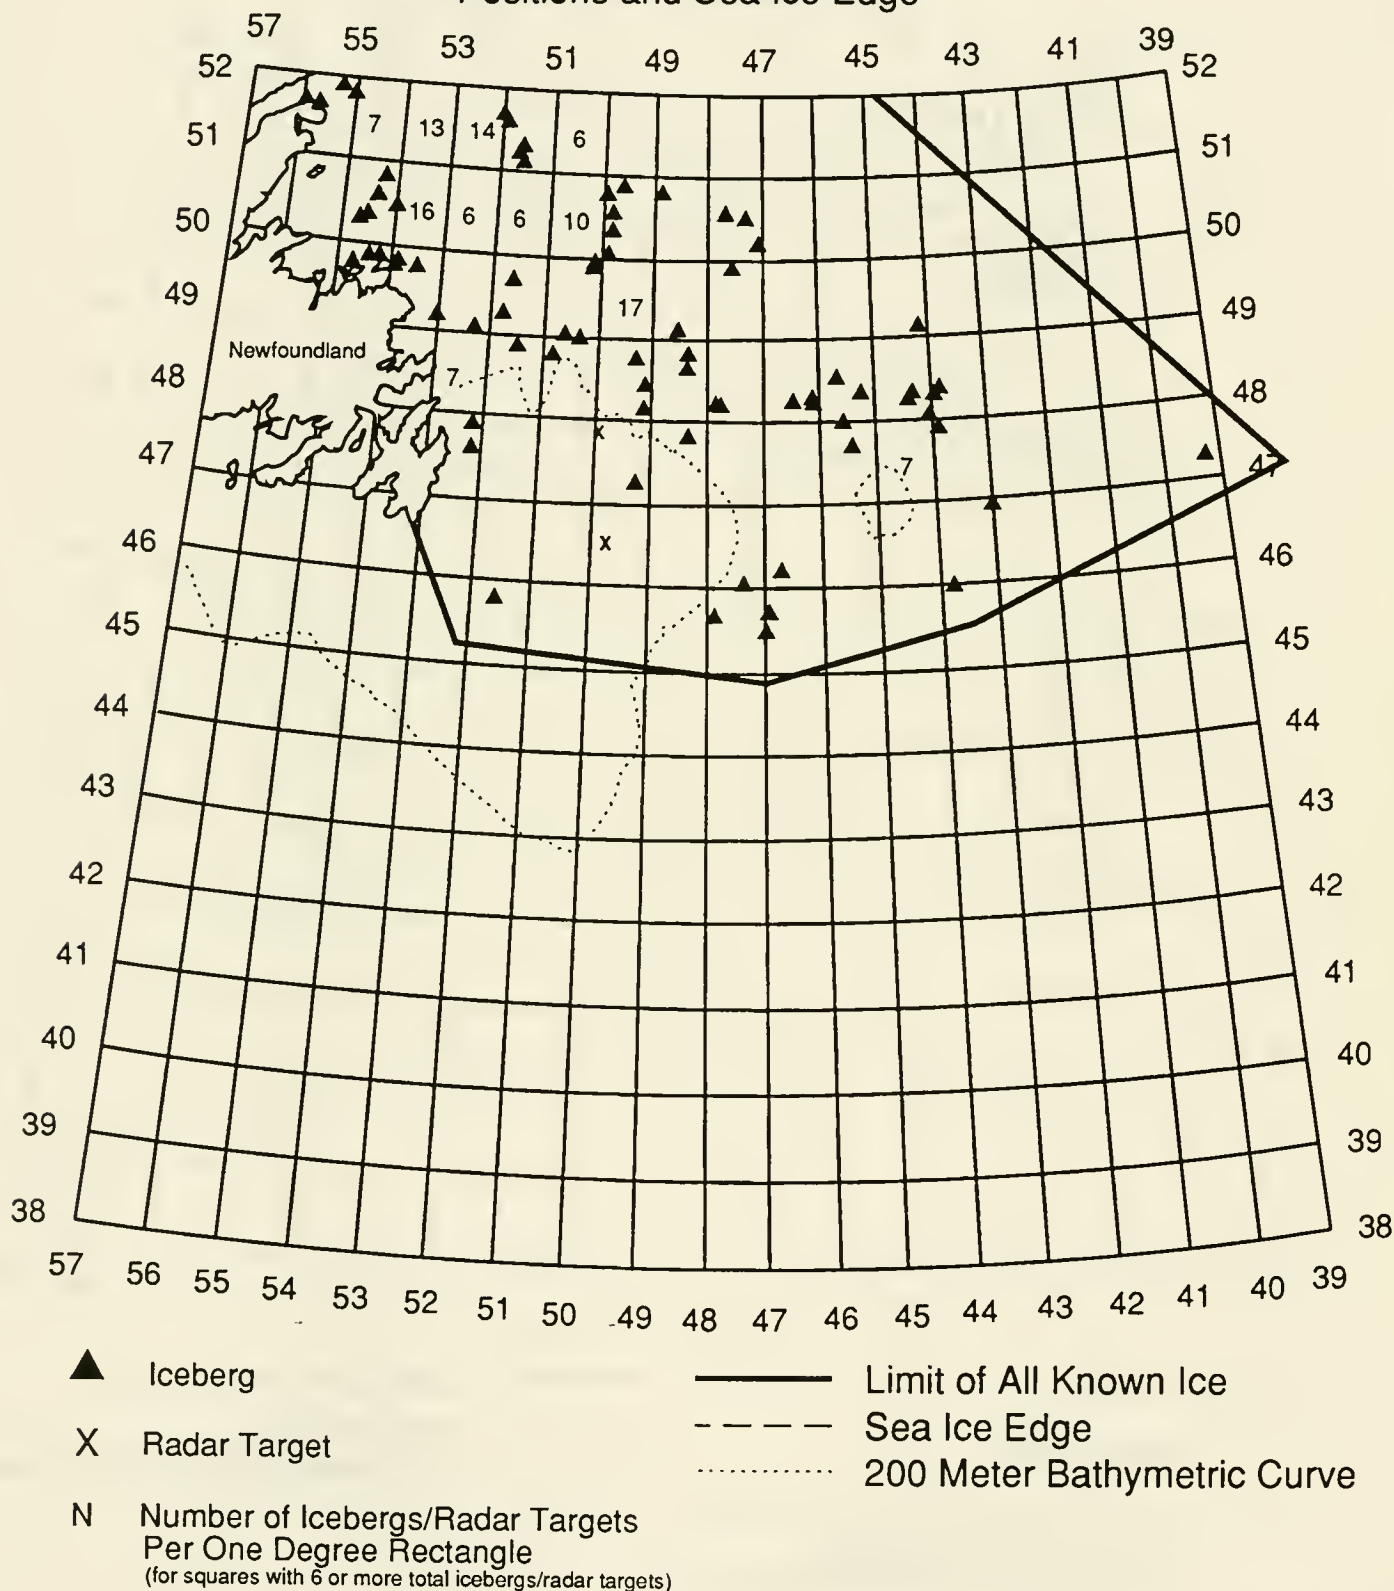 Positions and Sea Ice Edge
57 55 53 51 49 47 45 43 41 39
52 52
51 7 13 14 6 51
50 16 6 6 10 50
49 17 49
Newfoundland
48 7 48
47 x 7 47
46 x 46
45 45
44 44
43 43
42 42
41 41
40 40
39 39
38 38
57 56 55 54 53 52 51 50 49 48 47 46 45 44 43 42 41 40 39
Iceberg
X Radar Target
N Number of Icebergs/Radar Targets
Per One Degree Rectangle
(for squares with 6 or more total icebergs/radar targets)
Limit of All Known Ice
Sea Ice Edge
200 Meter Bathymetric Curve